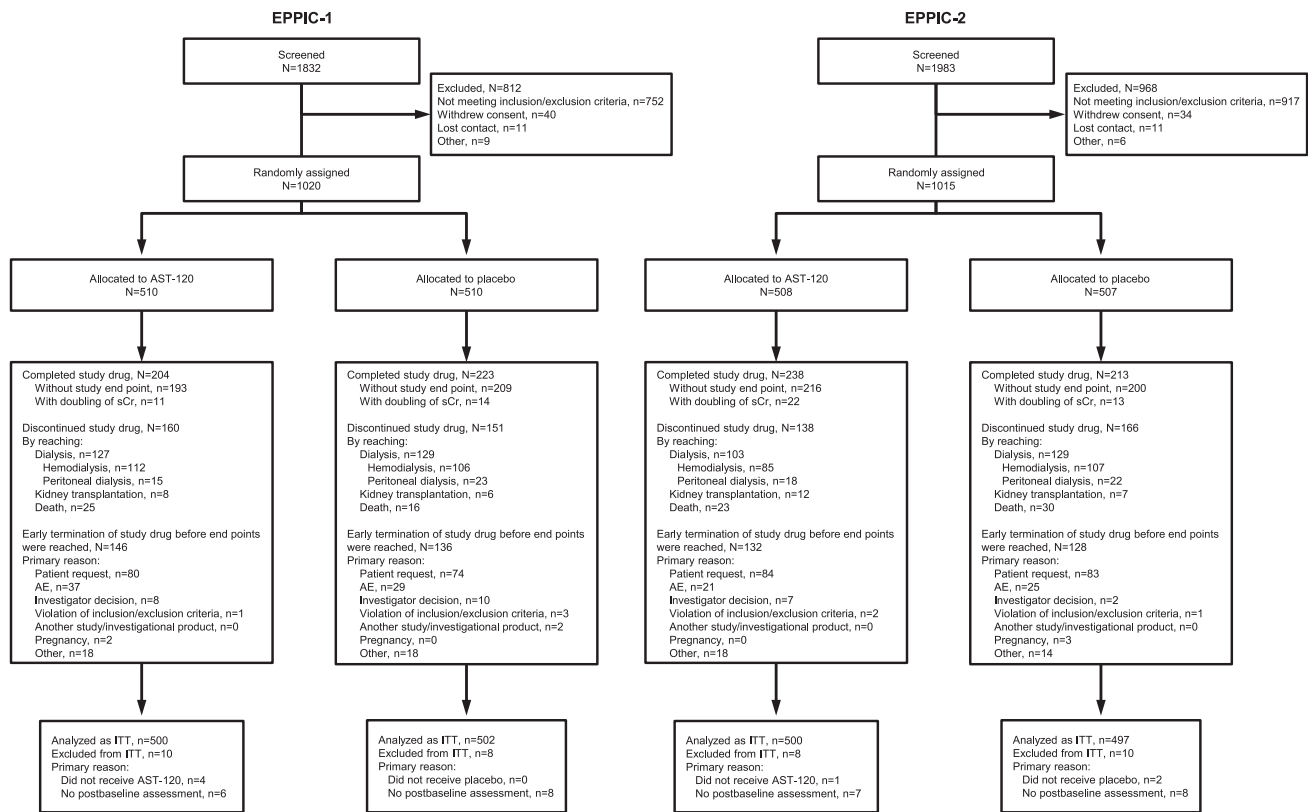 EPPIC-1
Screened
N=1832
Excluded, N=812
Not meeting inclusion/exclusion criteria, n=752
Withdrew consent, n=40
Lost contact, n=11
Other, n=9
Randomly assigned
N=1020
Allocated to AST-120
N=510
Allocated to placebo
N=510
Completed study drug, N=204
Without study end point, n=193
With doubling of sCr, n=11
Discontinued study drug, N=160
By reaching:
Dialysis, n=127
Hemodialysis, n=112
Peritoneal dialysis, n=15
Kidney transplantation, n=8
Death, n=25
Early termination of study drug before end points
were reached, N=146
Primary reason:
Patient request, n=80
AE, n=37
Investigator decision, n=8
Violation of inclusion/exclusion criteria, n=1
Another study/investigational product, n=0
Pregnancy, n=2
Other, n=18
Completed study drug, N=223
Without study end point, n=209
With doubling of sCr, n=14
Discontinued study drug, N=151
By reaching:
Dialysis, n=129
Hemodialysis, n=106
Peritoneal dialysis, n=23
Kidney transplantation, n=6
Death, n=16
Early termination of study drug before end points
were reached, N=136
Primary reason:
Patient request, n=74
AE, n=29
Investigator decision, n=10
Violation of inclusion/exclusion criteria, n=3
Another study/investigational product, n=2
Pregnancy, n=0
Other, n=18
Analyzed as ITT, n=500
Excluded from ITT, n=10
Primary reason:
Did not receive AST-120, n=4
No postbaseline assessment, n=6
Analyzed as ITT, n=502
Excluded from ITT, n=8
Primary reason:
Did not receive placebo, n=0
No postbaseline assessment, n=8
EPPIC-2
Screened
N=1983
Excluded, N=968
Not meeting inclusion/exclusion criteria, n=917
Withdrew consent, n=34
Lost contact, n=11
Other, n=6
Randomly assigned
N=1015
Allocated to AST-120
N=508
Allocated to placebo
N=507
Completed study drug, N=238
Without study end point, n=216
With doubling of sCr, n=22
Discontinued study drug, N=138
By reaching:
Dialysis, n=103
Hemodialysis, n=85
Peritoneal dialysis, n=18
Kidney transplantation, n=12
Death, n=23
Early termination of study drug before end points
were reached, N=132
Primary reason:
Patient request, n=84
AE, n=21
Investigator decision, n=7
Violation of inclusion/exclusion criteria, n=2
Another study/investigational product, n=0
Pregnancy, n=0
Other, n=18
Completed study drug, N=213
Without study end point, n=200
With doubling of sCr, n=13
Discontinued study drug, N=166
By reaching:
Dialysis, n=129
Hemodialysis, n=107
Peritoneal dialysis, n=22
Kidney transplantation, n=7
Death, n=30
Early termination of study drug before end points
were reached, N=128
Primary reason:
Patient request, n=83
AE, n=25
Investigator decision, n=2
Violation of inclusion/exclusion criteria, n=1
Another study/investigational product, n=0
Pregnancy, n=3
Other, n=14
Analyzed as ITT, n=500
Excluded from ITT, n=8
Primary reason:
Did not receive AST-120, n=1
No postbaseline assessment, n=7
Analyzed as ITT, n=497
Excluded from ITT, n=10
Primary reason:
Did not receive placebo, n=2
No postbaseline assessment, n=8